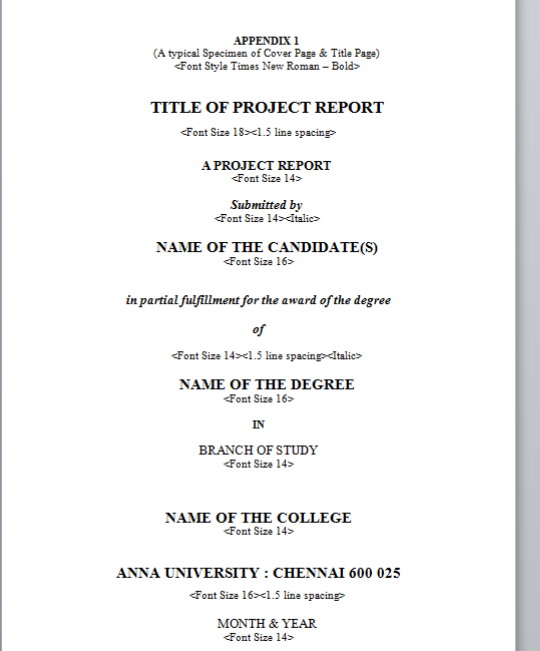 APPENDIX 1
(A typical Specimen of Cover Page & Title Page)
<Font Style Times New Roman – Bold>
TITLE OF PROJECT REPORT
<Font Size 18><1.5 line spacing>
A PROJECT REPORT
<Font Size 14>
Submitted by
<Font Size 14><Italic>
NAME OF THE CANDIDATE(S)
<Font Size 16>
in partial fulfillment for the award of the degree
of
<Font Size 14><1.5 line spacing><Italic>
NAME OF THE DEGREE
<Font Size 16>
IN
BRANCH OF STUDY
<Font Size 14>
NAME OF THE COLLEGE
<Font Size 14>
ANNA UNIVERSITY : CHENNAI 600 025
<Font Size 16><1.5 line spacing>
MONTH & YEAR
<Font Size 14>